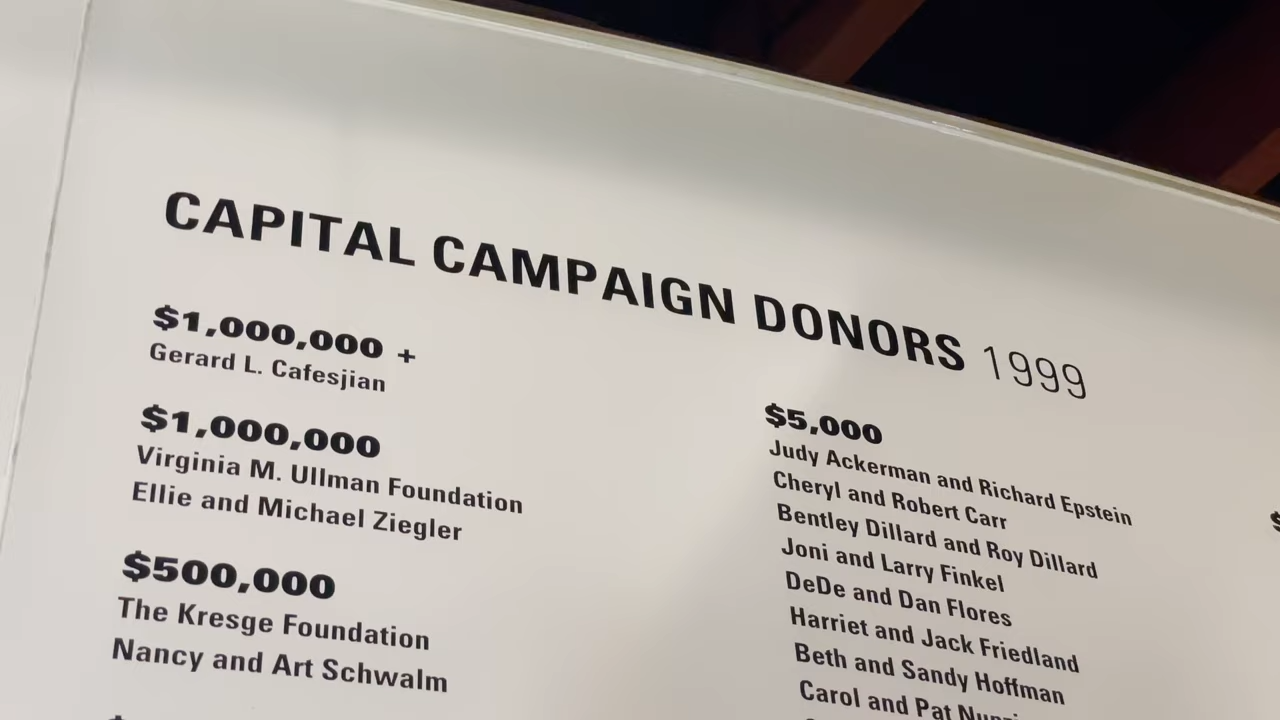 CAPITAL CAMPAIGN DONORS 1999
$1,000,000 +
Gerard L. Cafesjian
$1,000,000
Virginia M. Ullman Foundation
Ellie and Michael Ziegler
$500,000
The Kresge Foundation
Nancy and Art Schwalm
$5,000
Judy Ackerman and Richard Epstein
Cheryl and Robert Carr
Bentley Dillard and Roy Dillard
Joni and Larry Finkel
DeDe and Dan Flores
Harriet and Jack Friedland
Beth and Sandy Hoffman
Carol and Pat